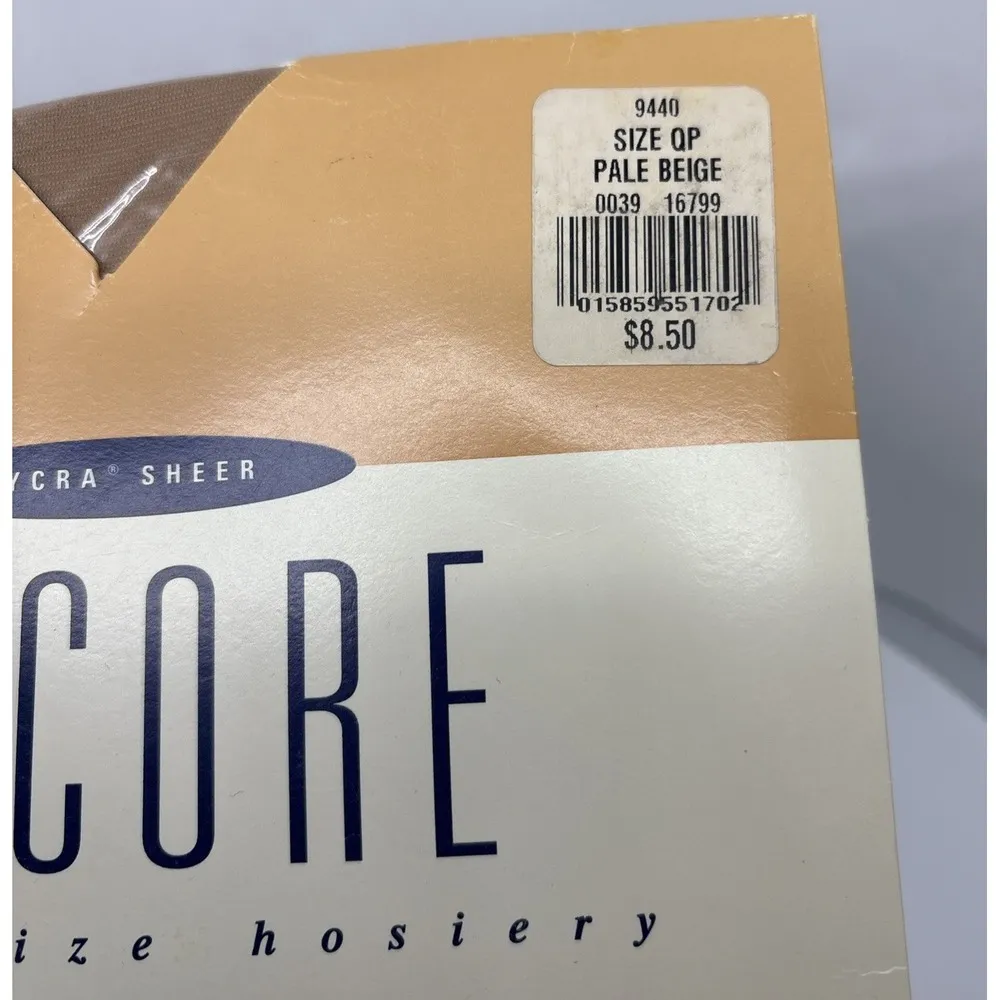 9440
SIZE QP
PALE BEIGE
0039 16799
015859551702
$8.50
YCRA® SHEER
CORE
ize hosiery